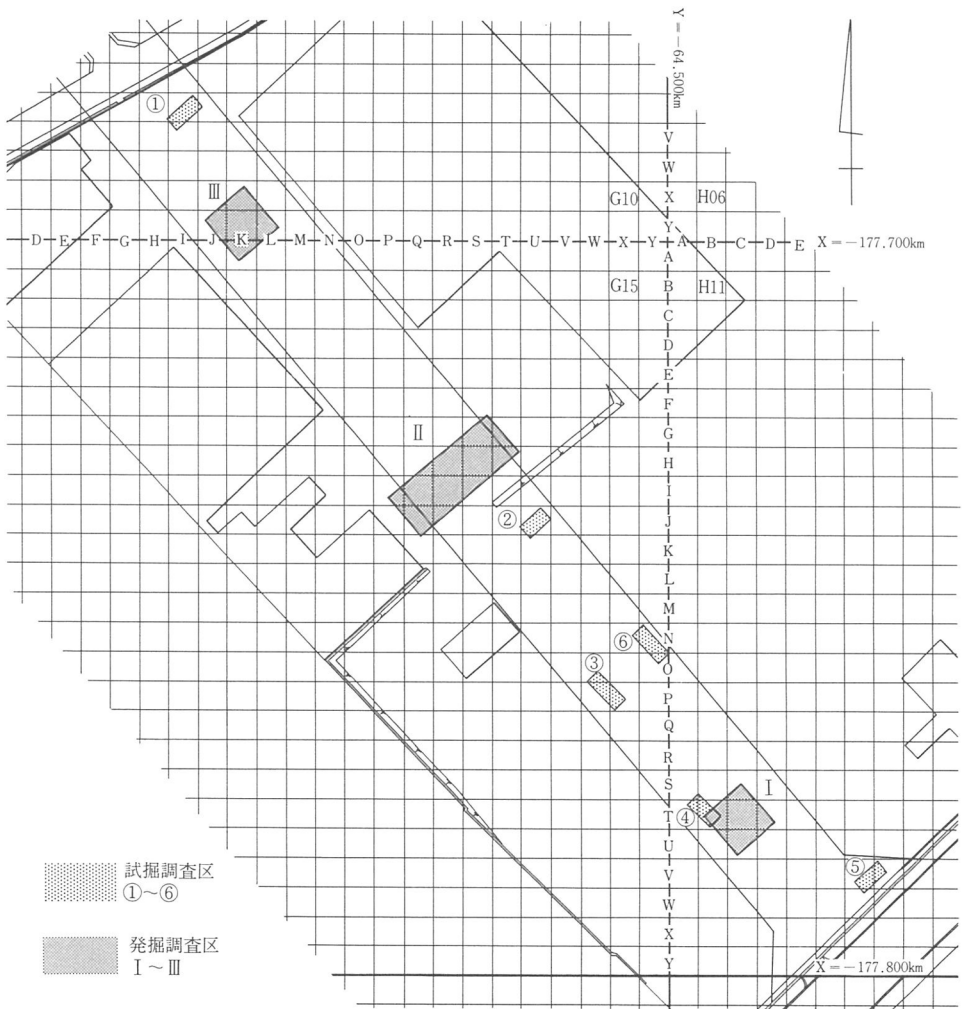 Y=-64.500km
①
V
W
G10 X H06
Ⅲ
Y
D E F G H I J K L M N O P Q R S T U V W X Y A B C D E X=-177.700km
A
G15 B H11
C
D
E
F
Ⅱ G
H
I
② J
K
L
M
⑥ N
③ O
P
Q
R
S Ⅰ
④ T
U
⑤ V
W
X
Y X=-177.800km
試掘調査区
①~⑥
発掘調査区
Ⅰ~Ⅲ